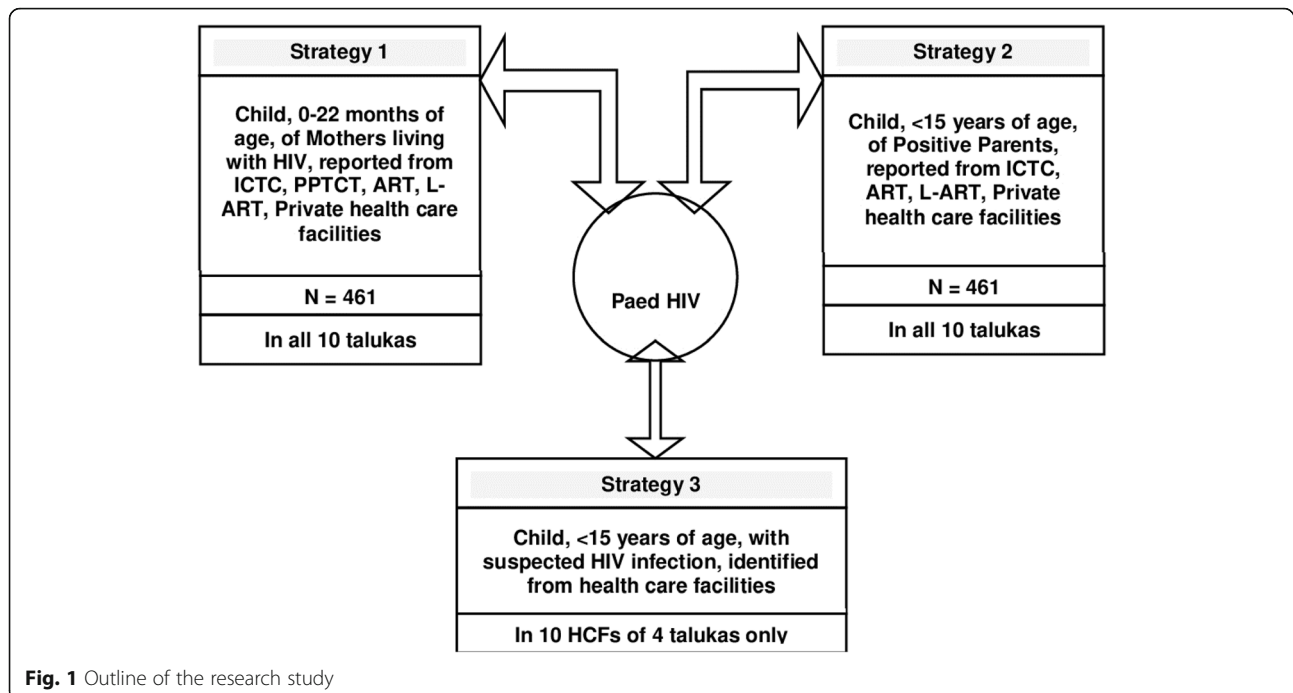 Strategy 1
Child, 0-22 months of
age, of Mothers living
with HIV, reported from
ICTC, PPTCT, ART, L-
ART, Private health care
facilities
N = 461
In all 10 talukas
Strategy 2
Child, <15 years of age,
of Positive Parents,
reported from ICTC,
ART, L-ART, Private
health care facilities
N = 461
In all 10 talukas
Paed HIV
Strategy 3
Child, <15 years of age, with
suspected HIV infection, identified
from health care facilities
In 10 HCFs of 4 talukas only
Fig. 1 Outline of the research study